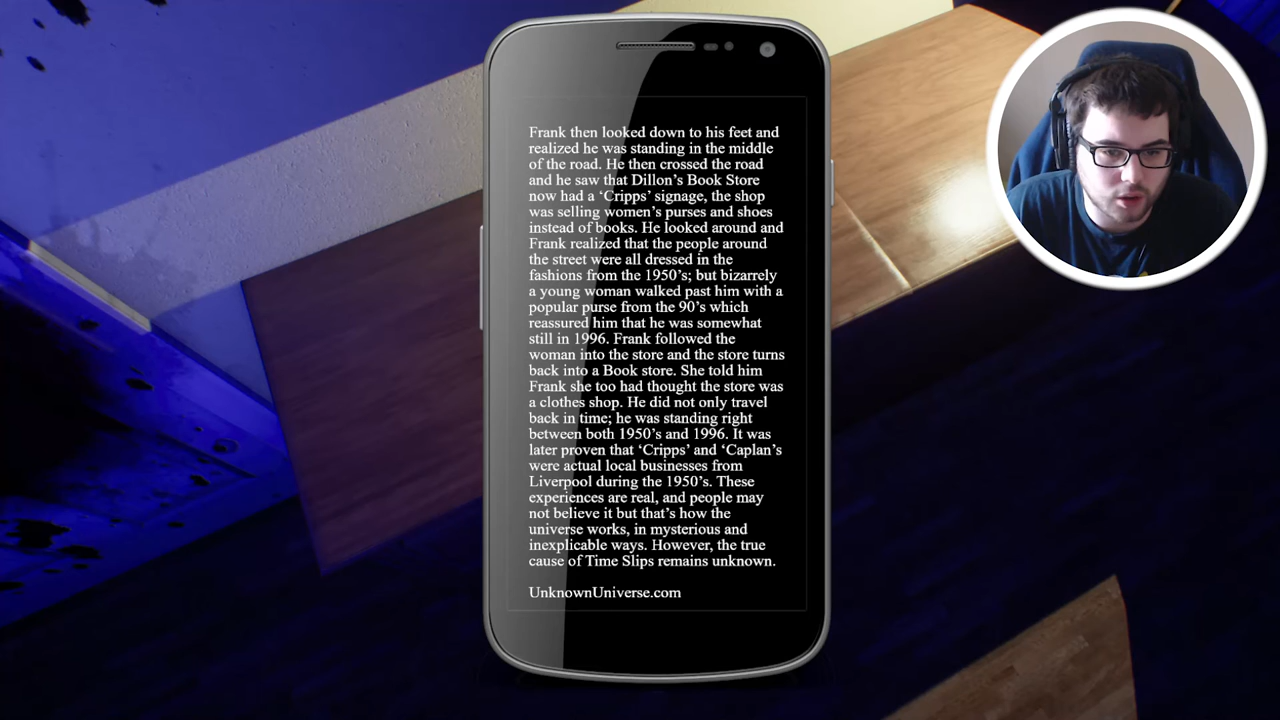 Frank then looked down to his feet and
realized he was standing in the middle
of the road. He then crossed the road
and he saw that Dillon's Book Store
now had a ‘Cripps’ signage, the shop
was selling women's purses and shoes
instead of books. He looked around and
Frank realized that the people around
the street were all dressed in the
fashions from the 1950's; but bizarrely
a young woman walked past him with a
popular purse from the 90's which
reassured him that he was somewhat
still in 1996. Frank followed the
woman into the store and the store turns
back into a Book store. She told him
Frank she too had thought the store was
a clothes shop. He did not only travel
back in time; he was standing right
between both 1950's and 1996. It was
later proven that ‘Cripps’ and ‘Caplan's
were actual local businesses from
Liverpool during the 1950's. These
experiences are real, and people may
not believe it but that's how the
universe works, in mysterious and
inexplicable ways. However, the true
cause of Time Slips remains unknown.
UnknownUniverse.com